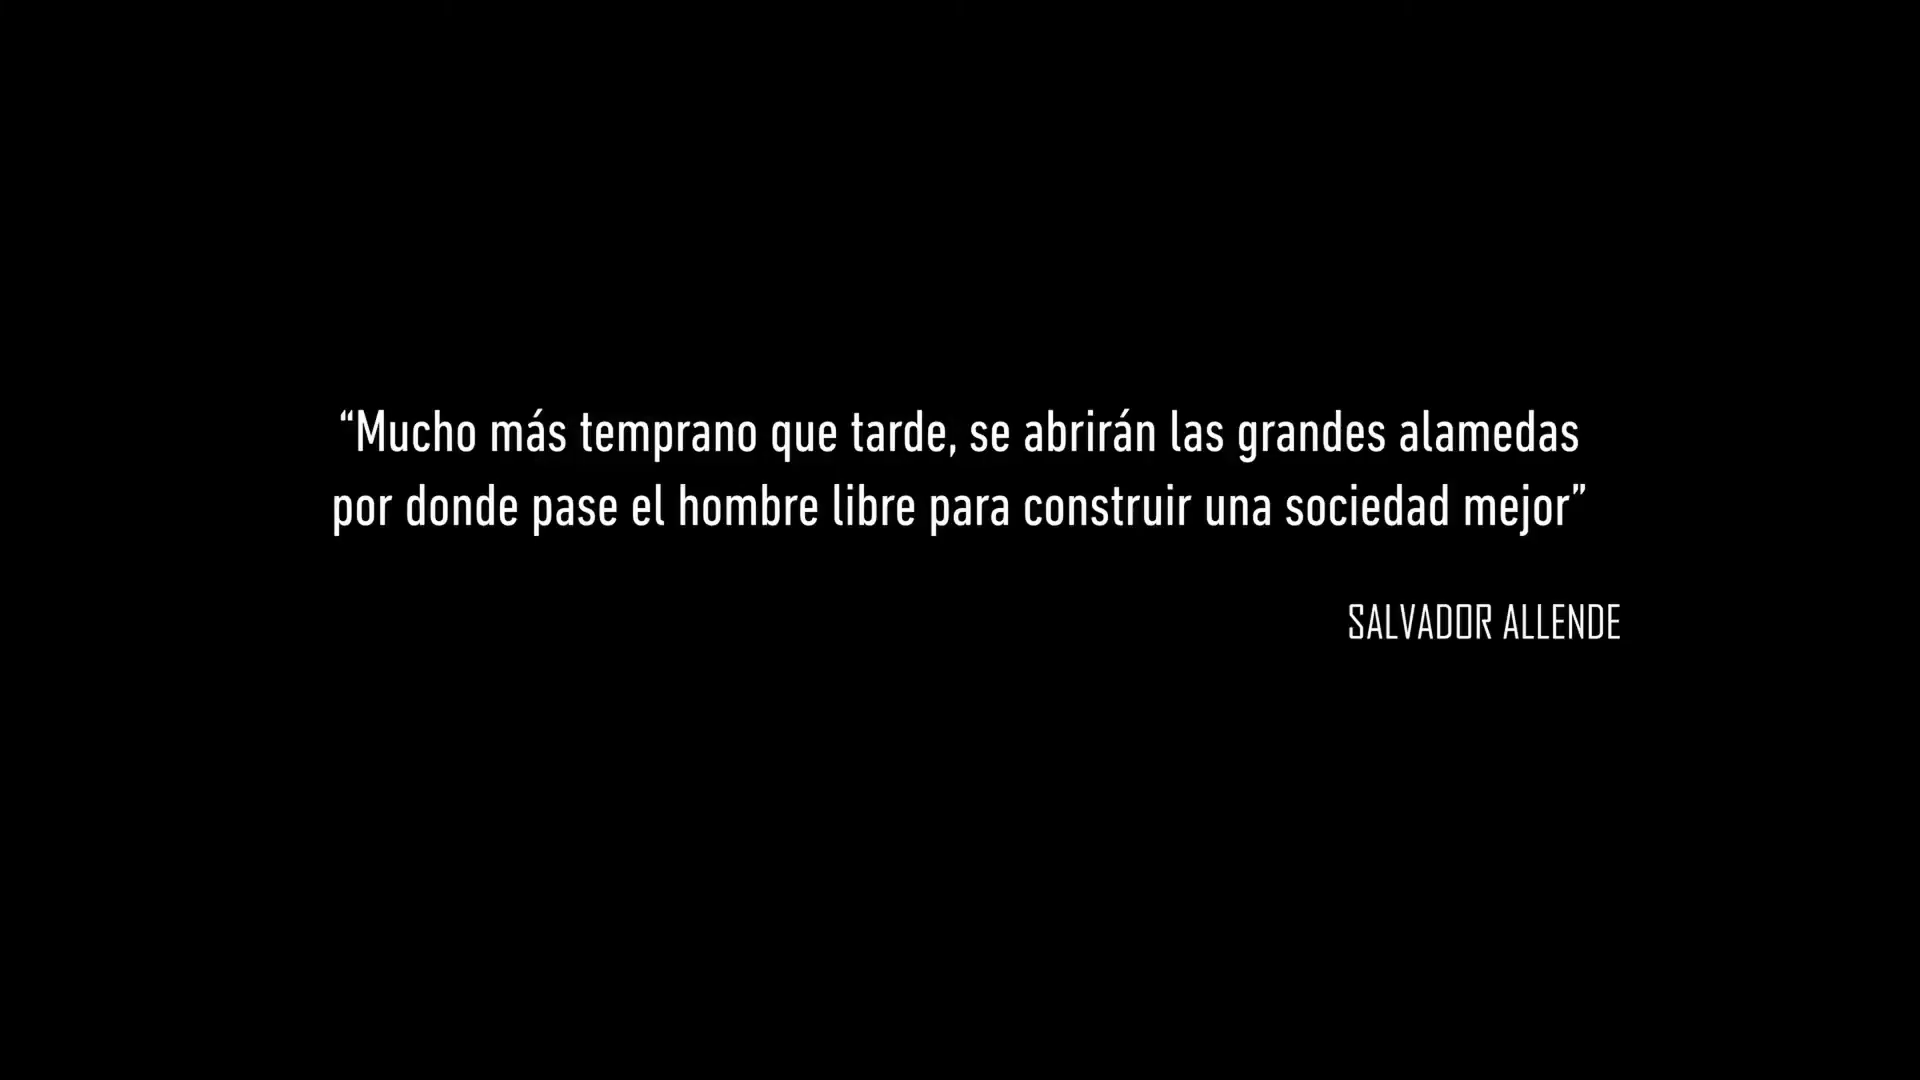 “Mucho más temprano que tarde, se abrirán las grandes alamedas
por donde pase el hombre libre para construir una sociedad mejor”
SALVADOR ALLENDE